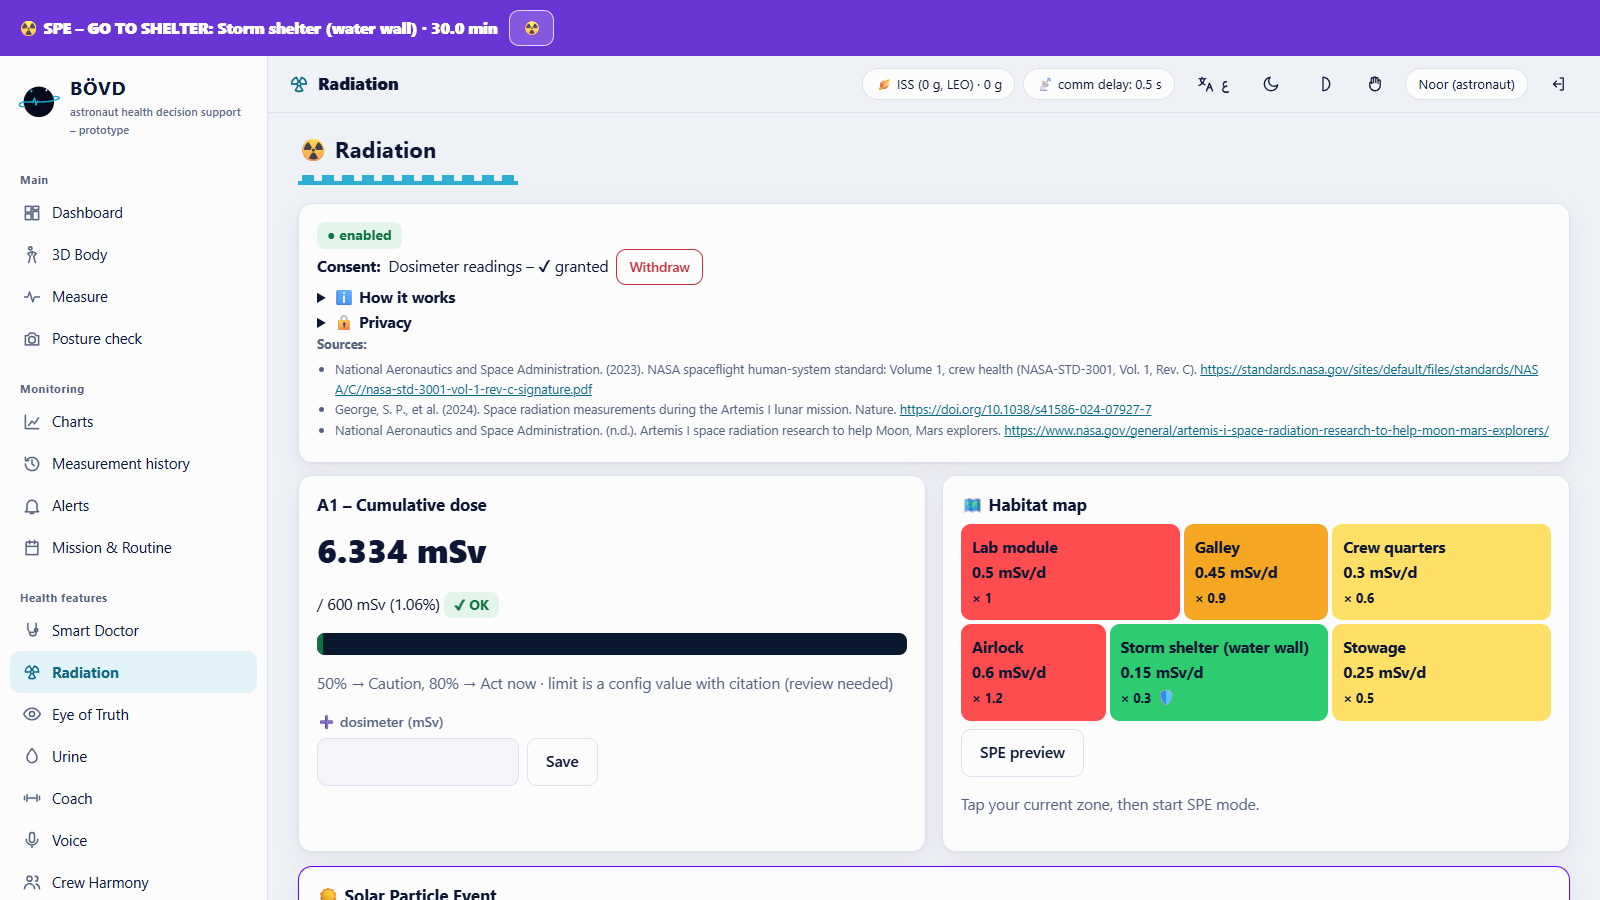 ☢ SPE – GO TO SHELTER: Storm shelter (water wall) · 30.0 min ☢
BÖVD
astronaut health decision support
– prototype
Main
Dashboard
3D Body
Measure
Posture check
Monitoring
Charts
Measurement history
Alerts
Mission & Routine
Health features
Smart Doctor
Radiation
Eye of Truth
Urine
Coach
Voice
Crew Harmony
Radiation
ISS (0 g, LEO) · 0 g
comm delay: 0.5 s
ع
Noor (astronaut)
☢ Radiation
● enabled
Consent: Dosimeter readings – ✓ granted Withdraw
▶ ℹ How it works
▶ 🔒 Privacy
Sources:
• National Aeronautics and Space Administration. (2023). NASA spaceflight human-system standard: Volume 1, crew health (NASA-STD-3001, Vol. 1, Rev. C). https://standards.nasa.gov/sites/default/files/standards/NAS
A/C//nasa-std-3001-vol-1-rev-c-signature.pdf
• George, S. P., et al. (2024). Space radiation measurements during the Artemis I lunar mission. Nature. https://doi.org/10.1038/s41586-024-07927-7
• National Aeronautics and Space Administration. (n.d.). Artemis I space radiation research to help Moon, Mars explorers. https://www.nasa.gov/general/artemis-i-space-radiation-research-to-help-moon-mars-explorers/
A1 – Cumulative dose
6.334 mSv
/ 600 mSv (1.06%) ✓ OK
50% → Caution, 80% → Act now · limit is a config value with citation (review needed)
➕ dosimeter (mSv)
Save
Habitat map
Lab module
0.5 mSv/d
× 1
Galley
0.45 mSv/d
× 0.9
Crew quarters
0.3 mSv/d
× 0.6
Airlock
0.6 mSv/d
× 1.2
Storm shelter (water wall)
0.15 mSv/d
× 0.3
Stowage
0.25 mSv/d
× 0.5
SPE preview
Tap your current zone, then start SPE mode.
Solar Particle Event